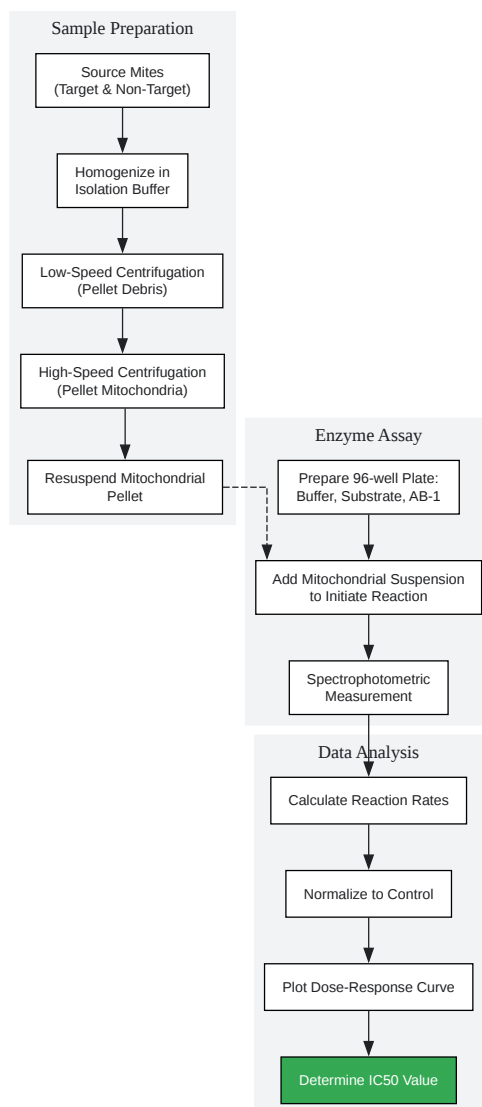 Sample Preparation
Source Mites
(Target & Non-Target)
Homogenize in
Isolation Buffer
Low-Speed Centrifugation
(Pellet Debris)
High-Speed Centrifugation
(Pellet Mitochondria)
Resuspend Mitochondrial
Pellet
Enzyme Assay
Prepare 96-well Plate:
Buffer, Substrate, AB-1
Add Mitochondrial Suspension
to Initiate Reaction
Spectrophotometric
Measurement
Data Analysis
Calculate Reaction Rates
Normalize to Control
Plot Dose-Response Curve
Determine IC50 Value